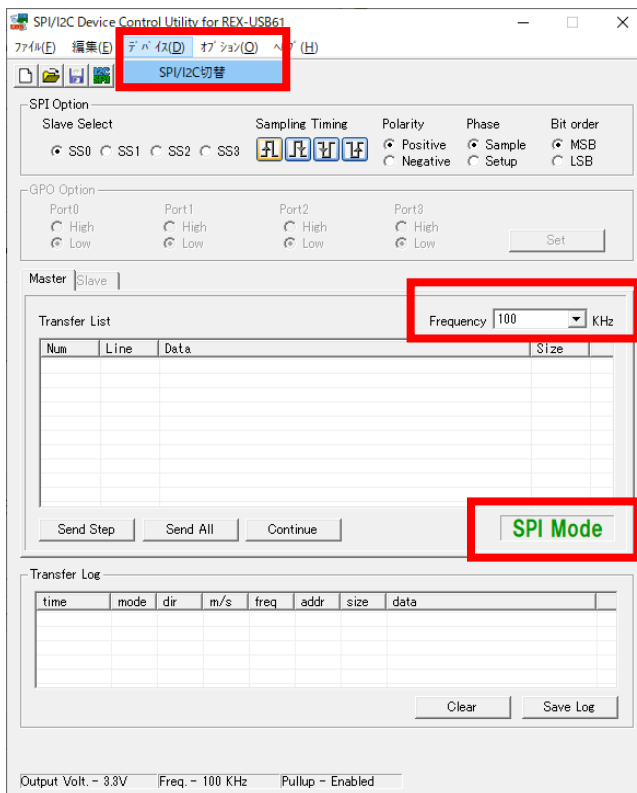 SPI/I2C Device Control Utility for REX-USB61
ファイル(F) 編集(E) デバイス(D) オプション(O) ヘルプ(H)
SPI/I2C切替
SPI Option
Slave Select Sampling Timing Polarity Phase Bit order
SS0 SS1 SS2 SS3 Positive Sample MSB
Negative Setup LSB
GPO Option
Port0 Port1 Port2 Port3
High High High High
Low Low Low Low Set
Master Slave
Transfer List Frequency 100 KHz
Num Line Data Size
Send Step Send All Continue SPI Mode
Transfer Log
time mode dir m/s freq addr size data
Clear Save Log
Output Volt. - 3.3V Freq. - 100 KHz Pullup - Enabled